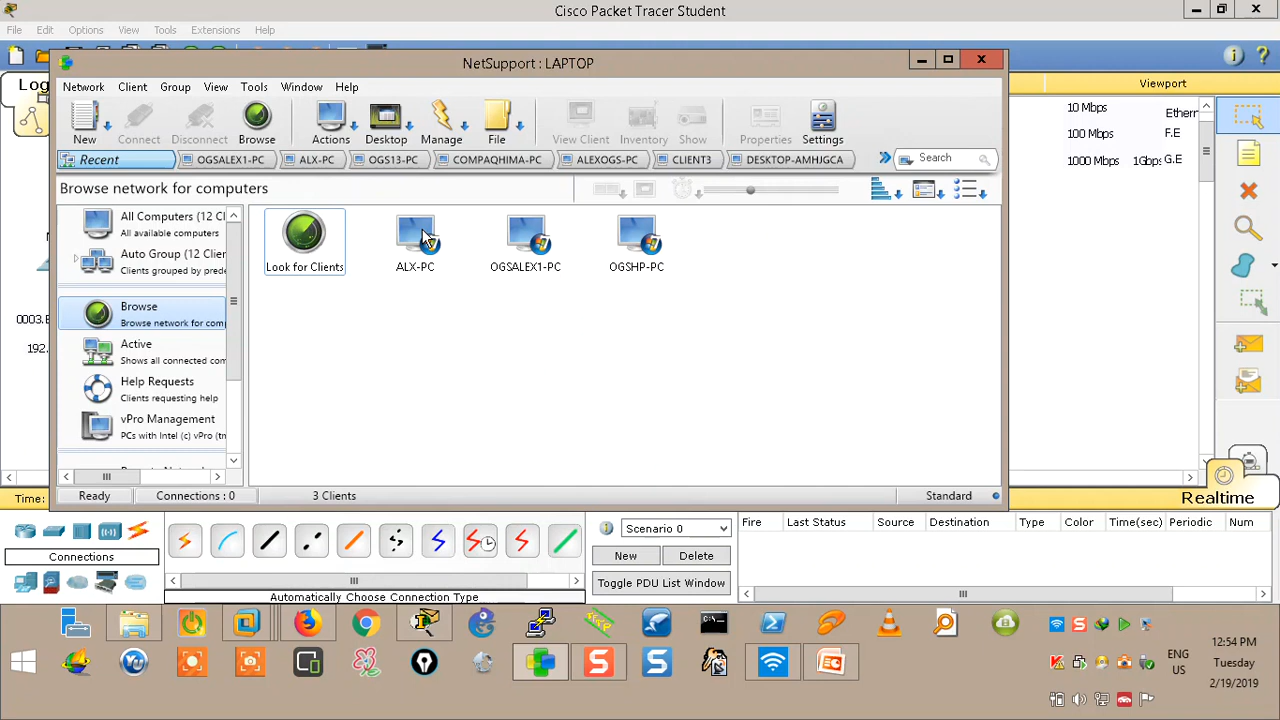 Cisco Packet Tracer Student
File Edit Options View Tools Extensions Help
NetSupport : LAPTOP
Log
Viewport
Network Client Group View Tools Window Help
10 Mbps Ethern
100 Mbps F.E
1000 Mbps 1Gbps G.E
New Connect Disconnect Browse Actions Desktop Manage File View Client Inventory Show Properties Settings
Recent OGSALEX1-PC ALX-PC OGS13-PC COMPAQHIMA-PC ALEXOGS-PC CLIENT3 DESKTOP-AMHJGCA Search
Browse network for computers
All Computers (12 Cl
All available computers
Auto Group (12 Clien
Clients grouped by prede
Browse
Browse network for comp
Active
Shows all connected com
Help Requests
Clients requesting help
vPro Management
PCs with Intel (c) vPro (tm
Look for Clients
ALX-PC
OGSALEX1-PC
OGSHP-PC
0003.E
192.
Ready Connections : 0 3 Clients Standard
Time:
Realtime
Connections
Automatically Choose Connection Type
Scenario 0
New Delete
Toggle PDU List Window
Fire Last Status Source Destination Type Color Time(sec) Periodic Num
ENG
US
12:54 PM
Tuesday
2/19/2019